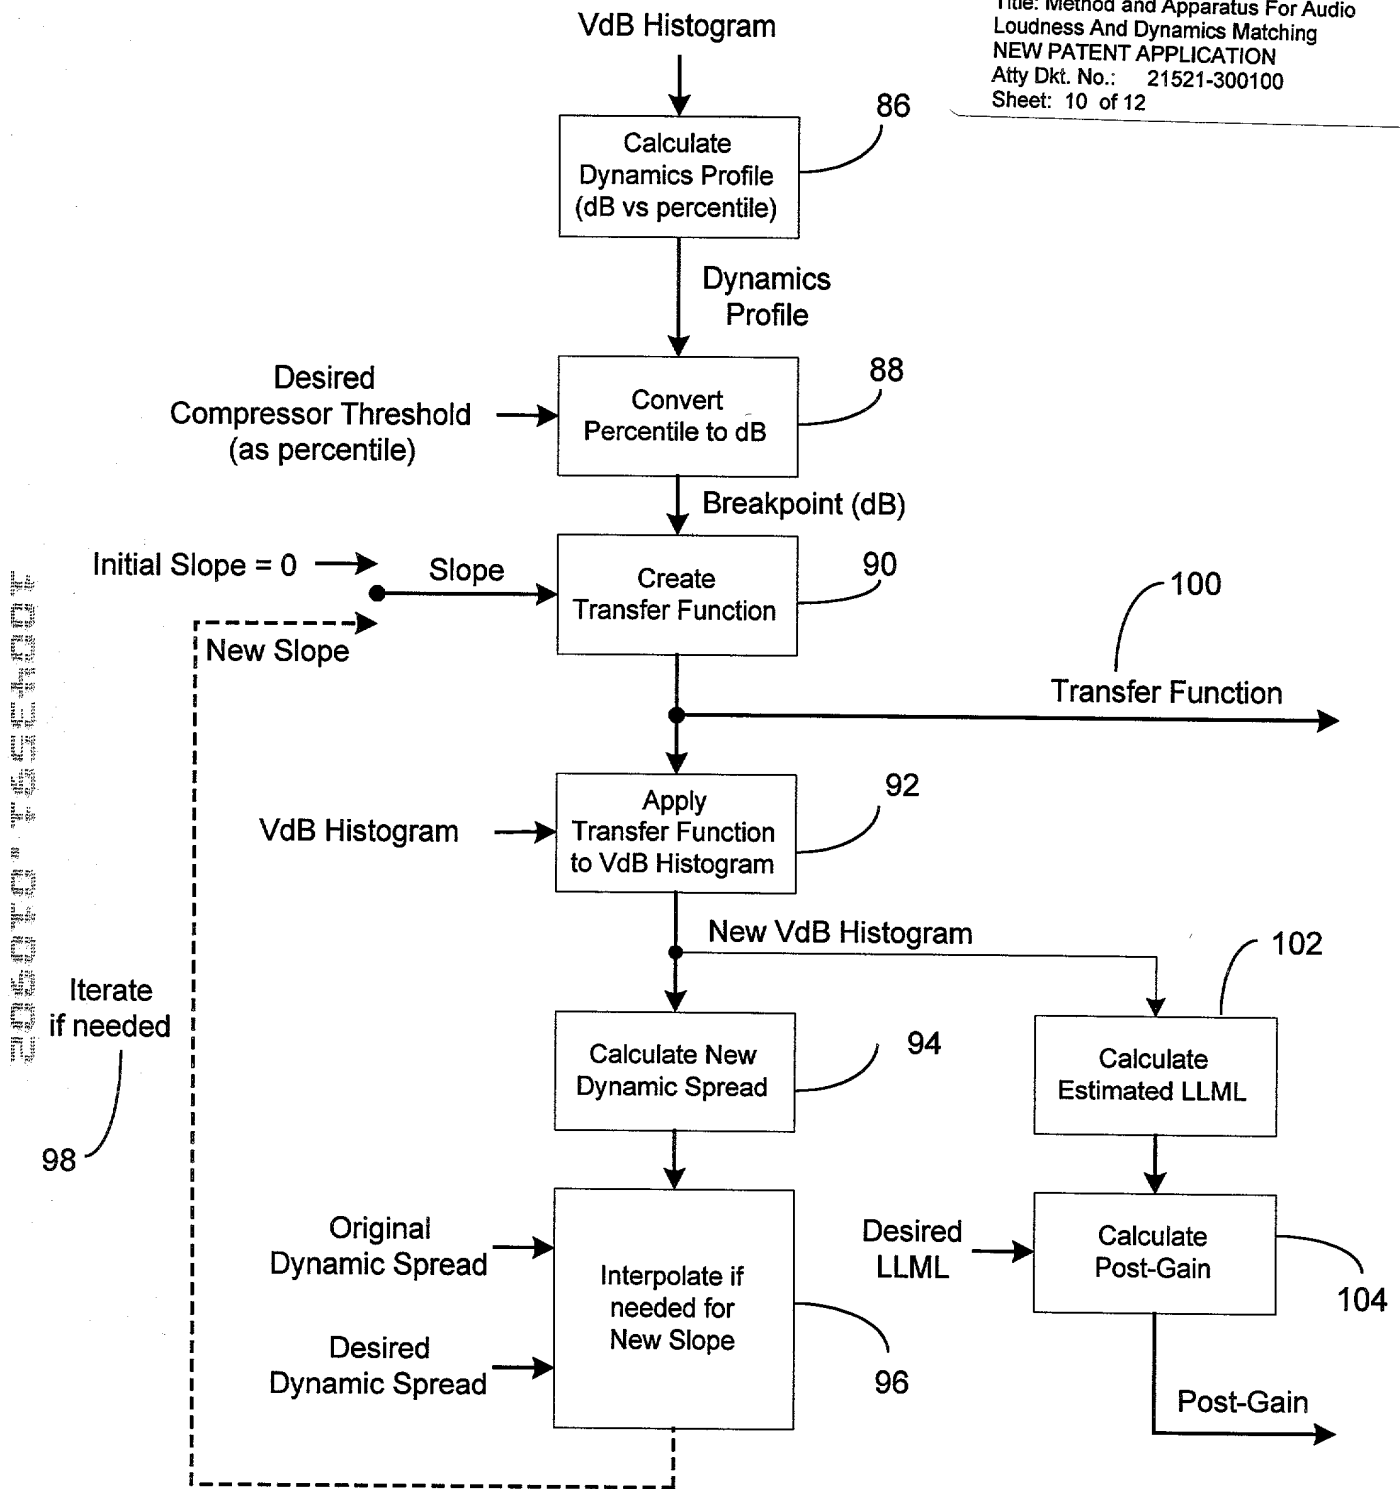 Title: Method and Apparatus For Audio
Loudness And Dynamics Matching
NEW PATENT APPLICATION
Atty Dkt. No.: 21521-300100
Sheet: 10 of 12
VdB Histogram
86
Calculate
Dynamics Profile
(dB vs percentile)
Dynamics
Profile
88
Desired
Compressor Threshold
(as percentile)
Convert
Percentile to dB
Breakpoint (dB)
Initial Slope = 0
Slope
90
Create
Transfer Function
100
New Slope
Transfer Function
92
VdB Histogram
Apply
Transfer Function
to VdB Histogram
New VdB Histogram
102
Iterate
if needed
98
Calculate New
Dynamic Spread
94
Calculate
Estimated LLML
Original
Dynamic Spread
Desired
Dynamic Spread
Interpolate if
needed for
New Slope
96
Desired
LLML
Calculate
Post-Gain
104
Post-Gain